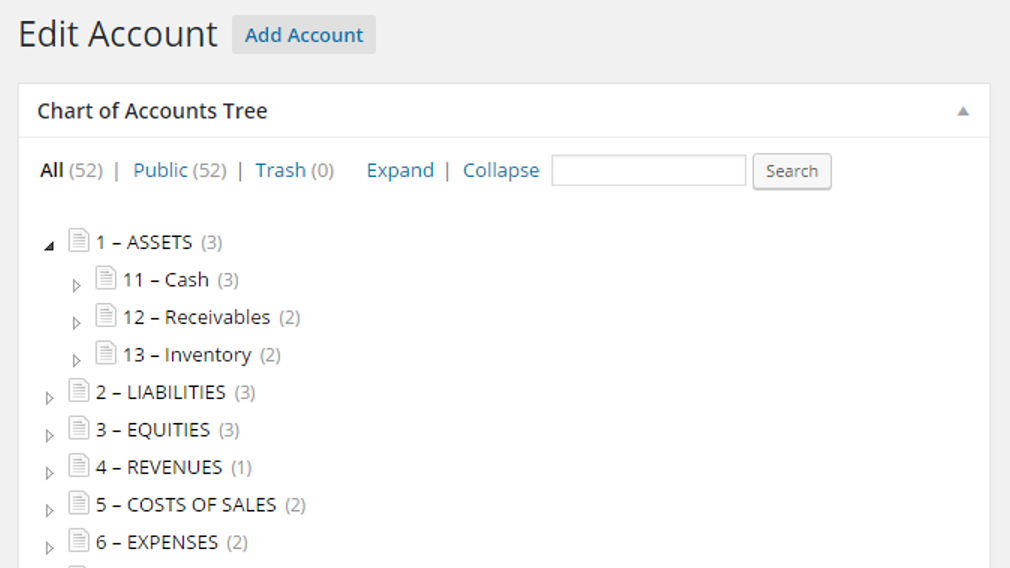 Edit Account Add Account
Chart of Accounts Tree
All (52) | Public (52) | Trash (0) Expand | Collapse Search
1 – ASSETS (3)
11 – Cash (3)
12 – Receivables (2)
13 – Inventory (2)
2 – LIABILITIES (3)
3 – EQUITIES (3)
4 – REVENUES (1)
5 – COSTS OF SALES (2)
6 – EXPENSES (2)